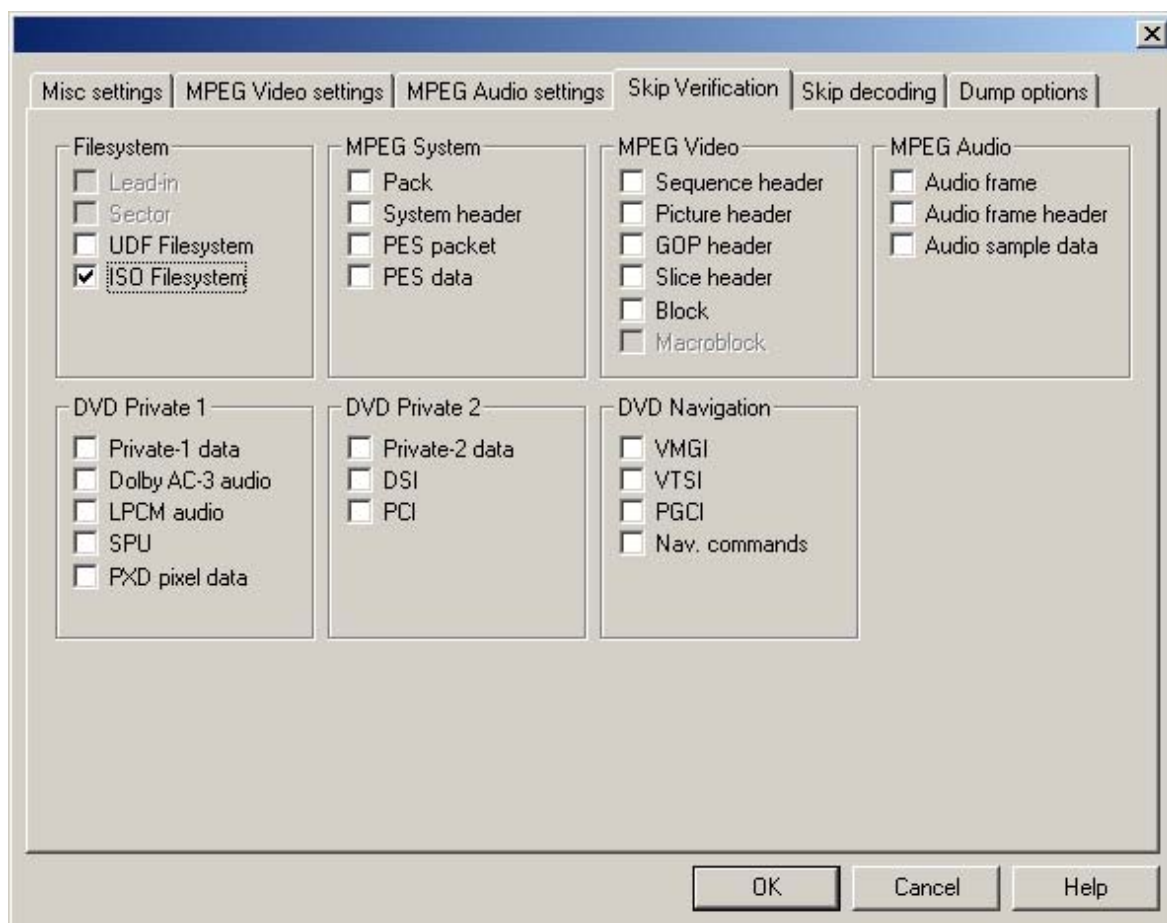 Misc settings
MPEG Video settings
MPEG Audio settings
Skip Verification
Skip decoding
Dump options
Filesystem
Lead-in
Sector
UDF Filesystem
ISO Filesystem
MPEG System
Pack
System header
PES packet
PES data
MPEG Video
Sequence header
Picture header
GOP header
Slice header
Block
Macroblock
MPEG Audio
Audio frame
Audio frame header
Audio sample data
DVD Private 1
Private-1 data
Dolby AC-3 audio
LPCM audio
SPU
PXD pixel data
DVD Private 2
Private-2 data
DSI
PCI
DVD Navigation
VMGI
VTSI
PGCI
Nav. commands
OK
Cancel
Help